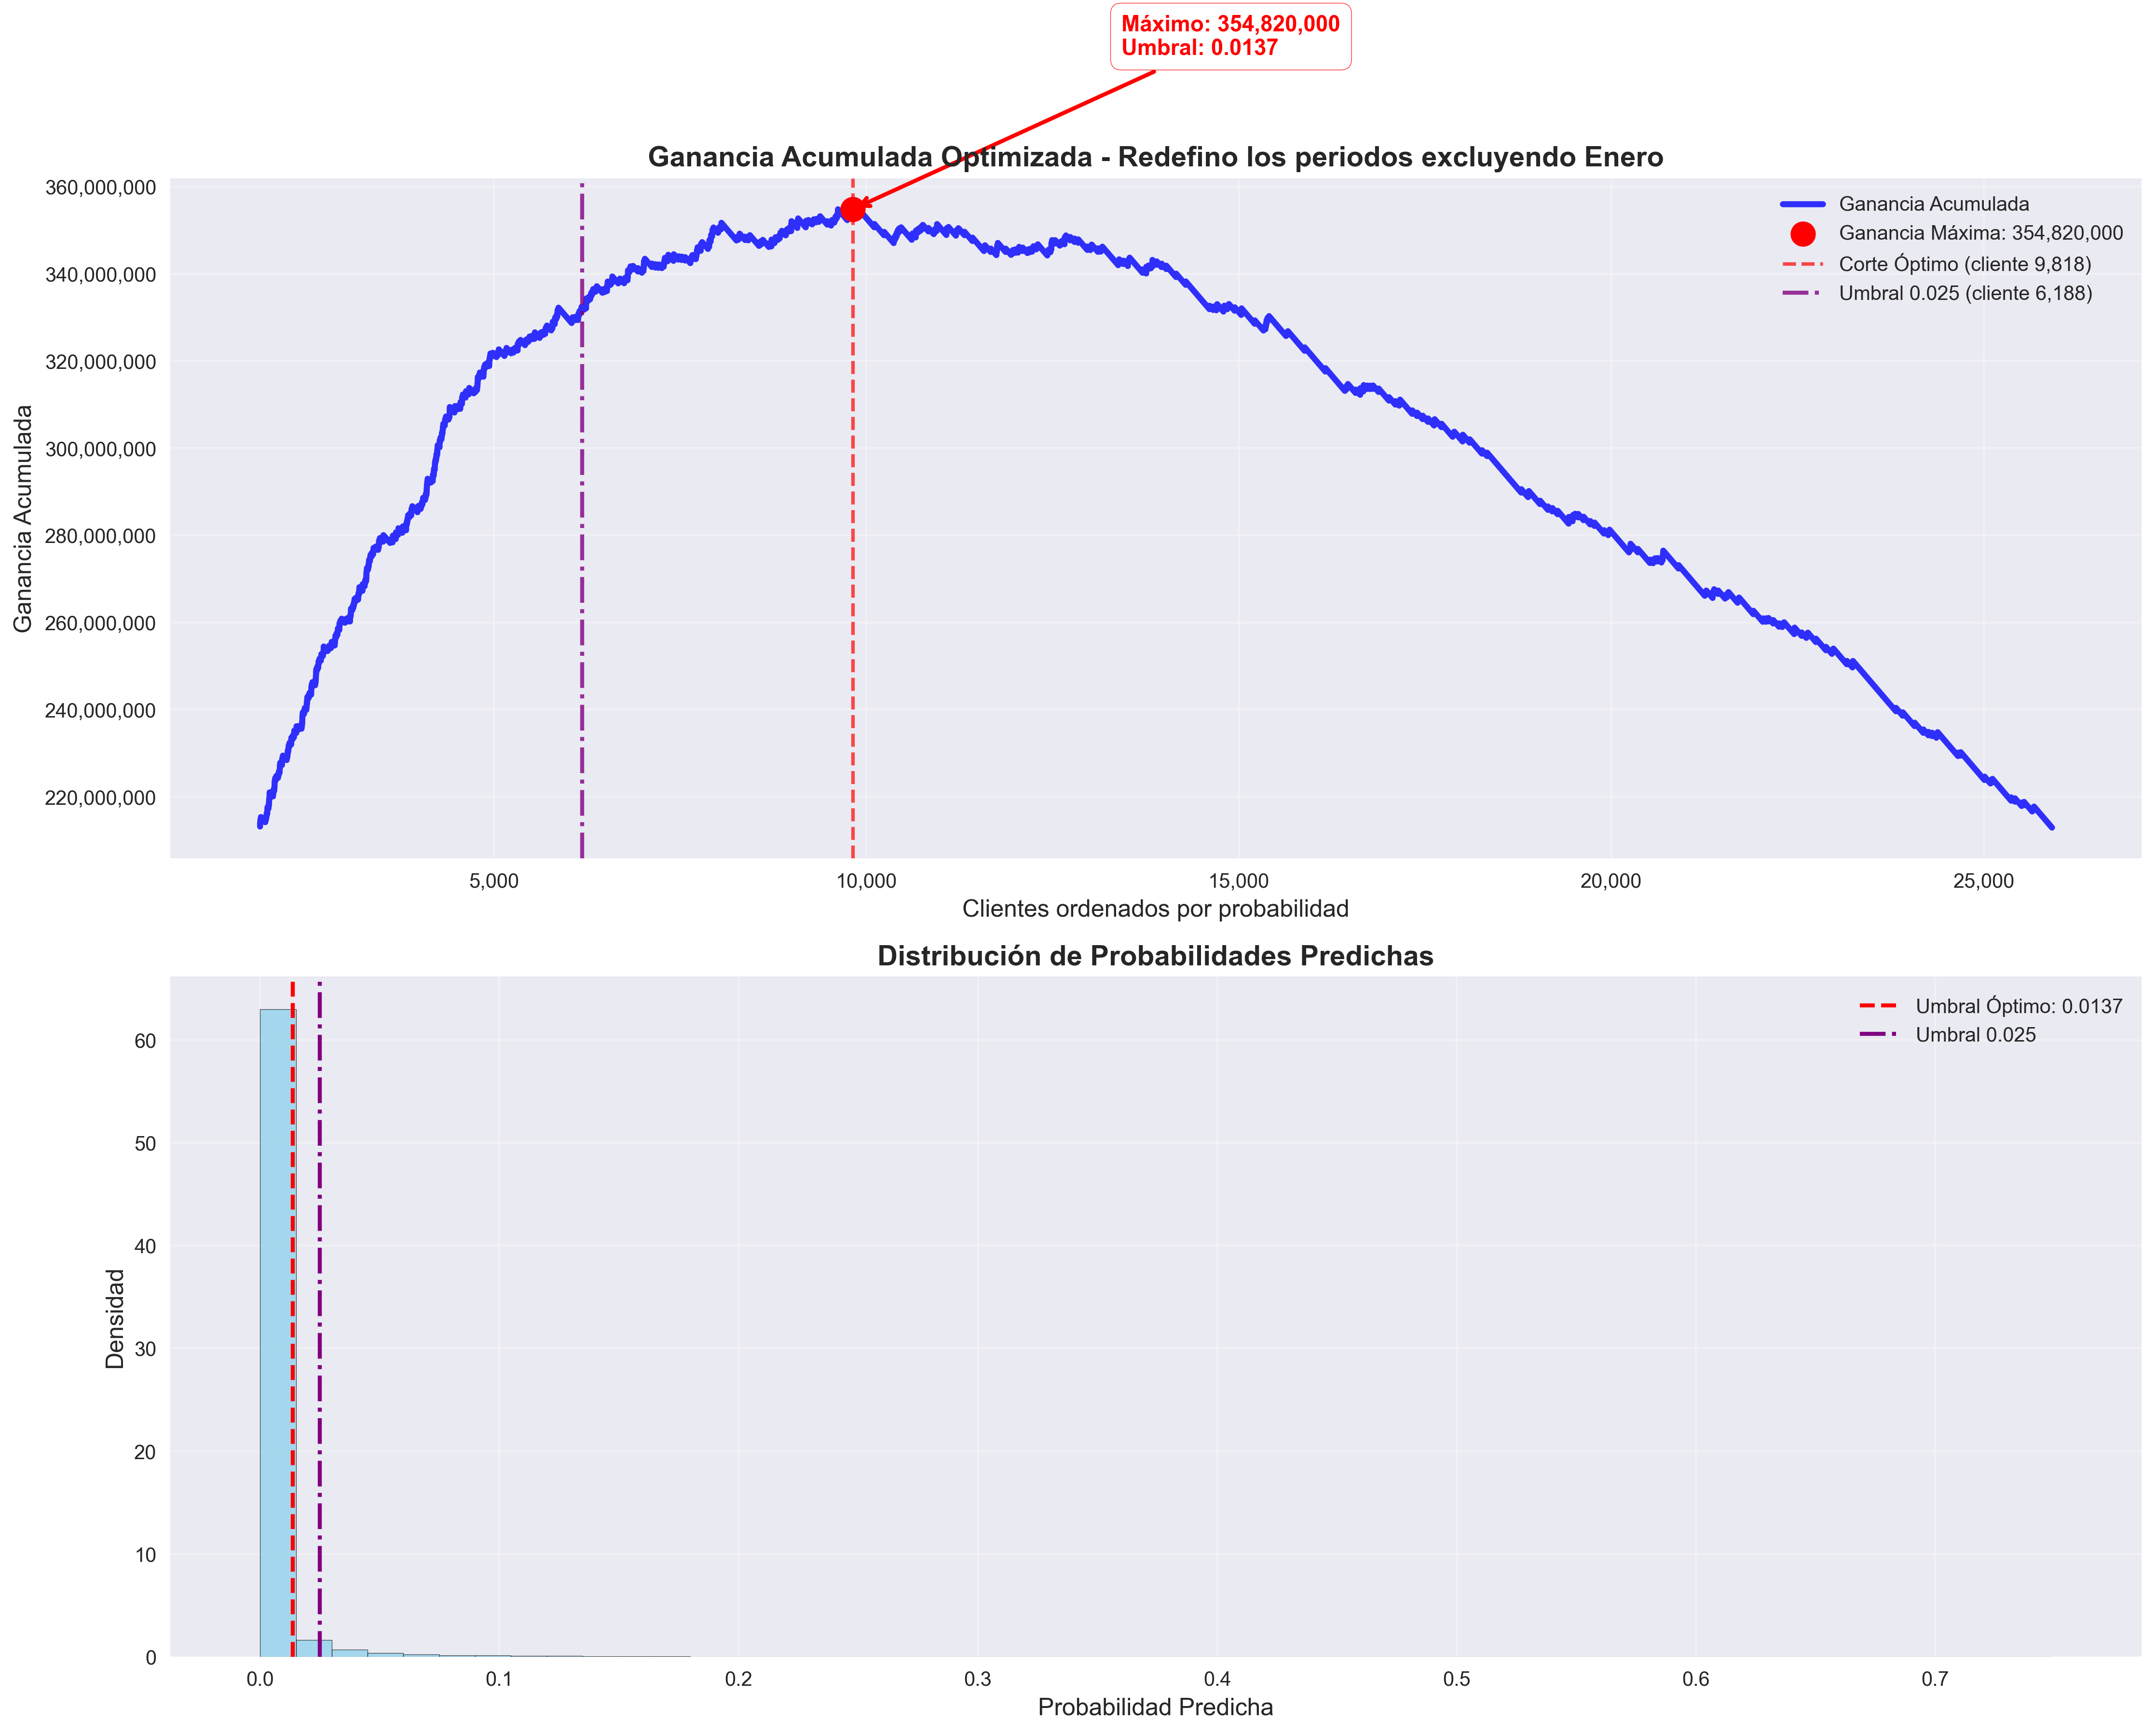 Máximo: 354,820,000
Umbral: 0.0137
Ganancia Acumulada Optimizada - Redefino los periodos excluyendo Enero
360,000,000
340,000,000
320,000,000
300,000,000
280,000,000
260,000,000
240,000,000
220,000,000
Ganancia Acumulada
Ganancia Acumulada
Ganancia Máxima: 354,820,000
Corte Óptimo (cliente 9,818)
Umbral 0.025 (cliente 6,188)
5,000
10,000
15,000
20,000
25,000
Clientes ordenados por probabilidad
Distribución de Probabilidades Predichas
60
50
40
30
20
10
0
Densidad
Umbral Óptimo: 0.0137
Umbral 0.025
0.0
0.1
0.2
0.3
0.4
0.5
0.6
0.7
Probabilidad Predicha